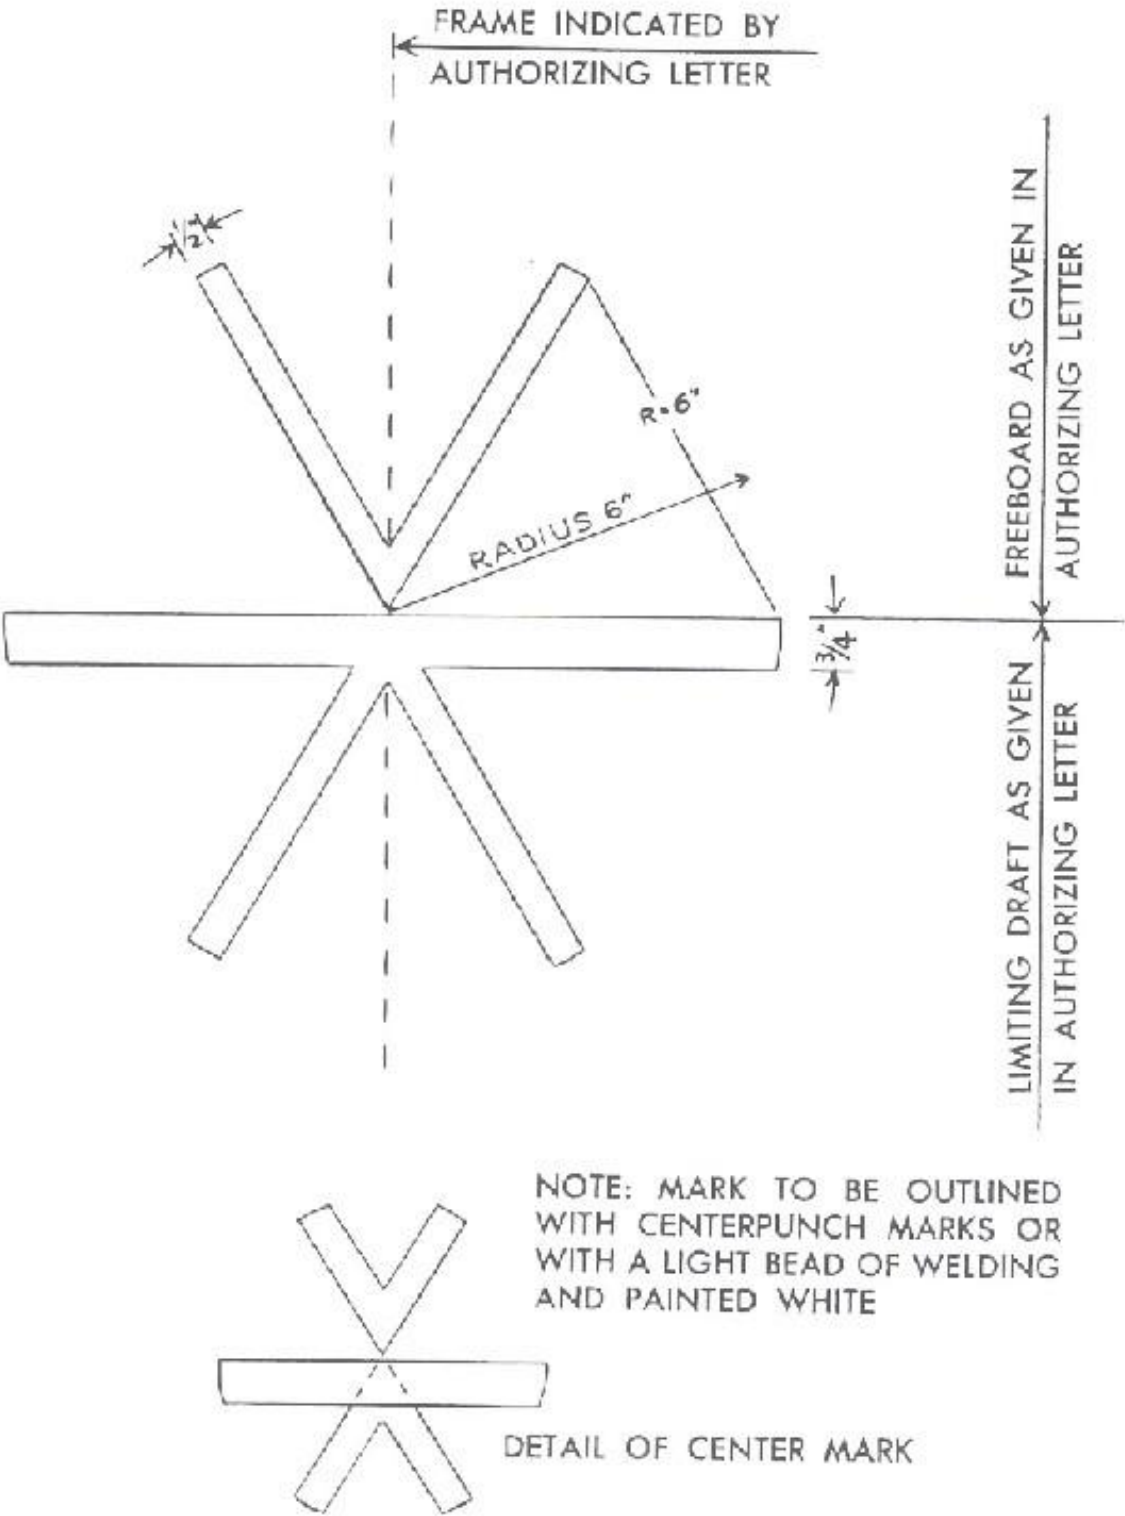 FRAME INDICATED BY
AUTHORIZING LETTER
1/2
R=6"
RADIUS 6"
3/4"
FREEBOARD AS GIVEN IN
AUTHORIZING LETTER
LIMITING DRAFT AS GIVEN
IN AUTHORIZING LETTER
NOTE: MARK TO BE OUTLINED
WITH CENTERPUNCH MARKS OR
WITH A LIGHT BEAD OF WELDING
AND PAINTED WHITE
DETAIL OF CENTER MARK